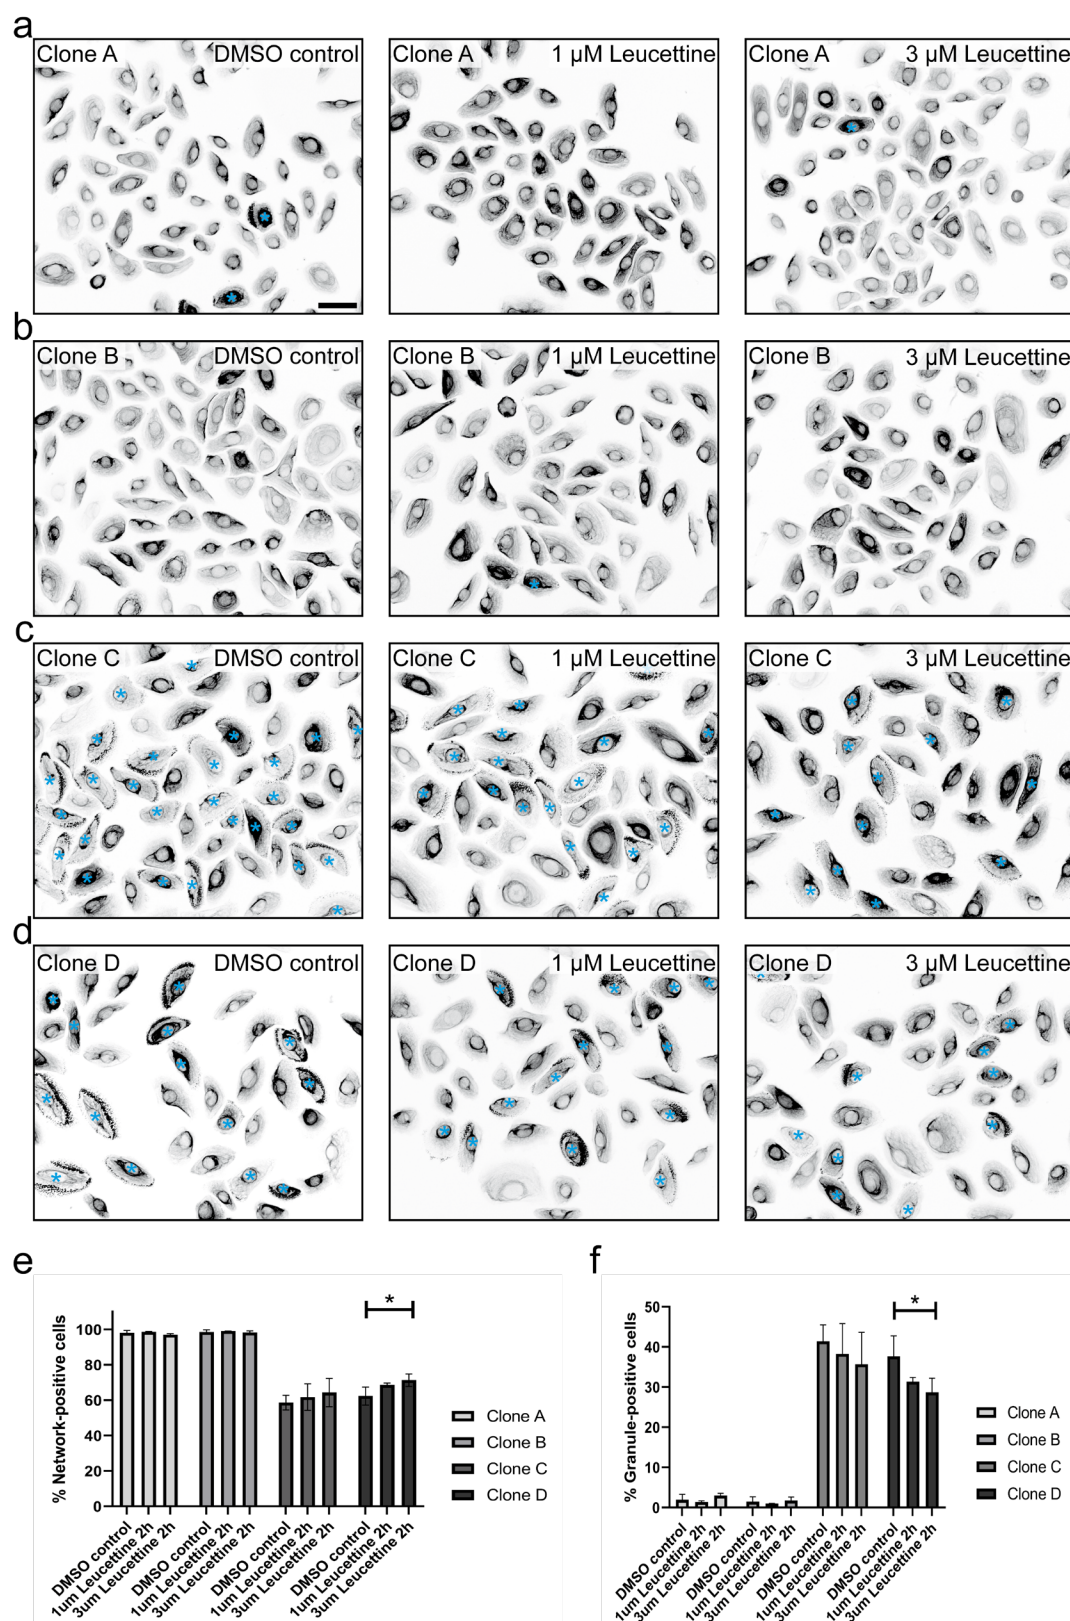 a
Clone A DMSO control
Clone A 1 µM Leucettine
Clone A 3 µM Leucettine
b
Clone B DMSO control
Clone B 1 µM Leucettine
Clone B 3 µM Leucettine
c
Clone C DMSO control
Clone C 1 µM Leucettine
Clone C 3 µM Leucettine
d
Clone D DMSO control
Clone D 1 µM Leucettine
Clone D 3 µM Leucettine
e
% Network-positive cells
100
80
60
40
20
0
*
DMSO control
1um Leucettine 2h
3um Leucettine 2h
DMSO control
1um Leucettine 2h
3um Leucettine 2h
DMSO control
1um Leucettine 2h
3um Leucettine 2h
DMSO control
1um Leucettine 2h
3um Leucettine 2h
Clone A
Clone B
Clone C
Clone D
f
% Granule-positive cells
50
40
30
20
10
0
*
DMSO control
1um Leucettine 2h
3um Leucettine 2h
DMSO control
1um Leucettine 2h
3um Leucettine 2h
DMSO control
1um Leucettine 2h
3um Leucettine 2h
DMSO control
1um Leucettine 2h
3um Leucettine 2h
Clone A
Clone B
Clone C
Clone D